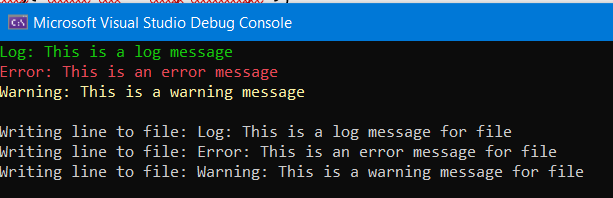 Microsoft Visual Studio Debug Console
Log: This is a log message
Error: This is an error message
Warning: This is a warning message
Writing line to file: Log: This is a log message for file
Writing line to file: Error: This is an error message for file
Writing line to file: Warning: This is a warning message for file